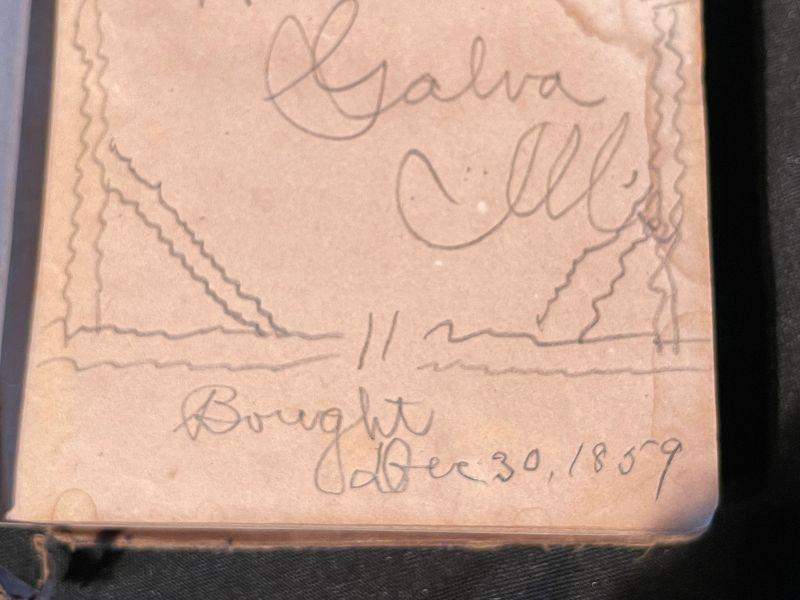 Galva
Ill.
11
Bought
Dec 30, 1859